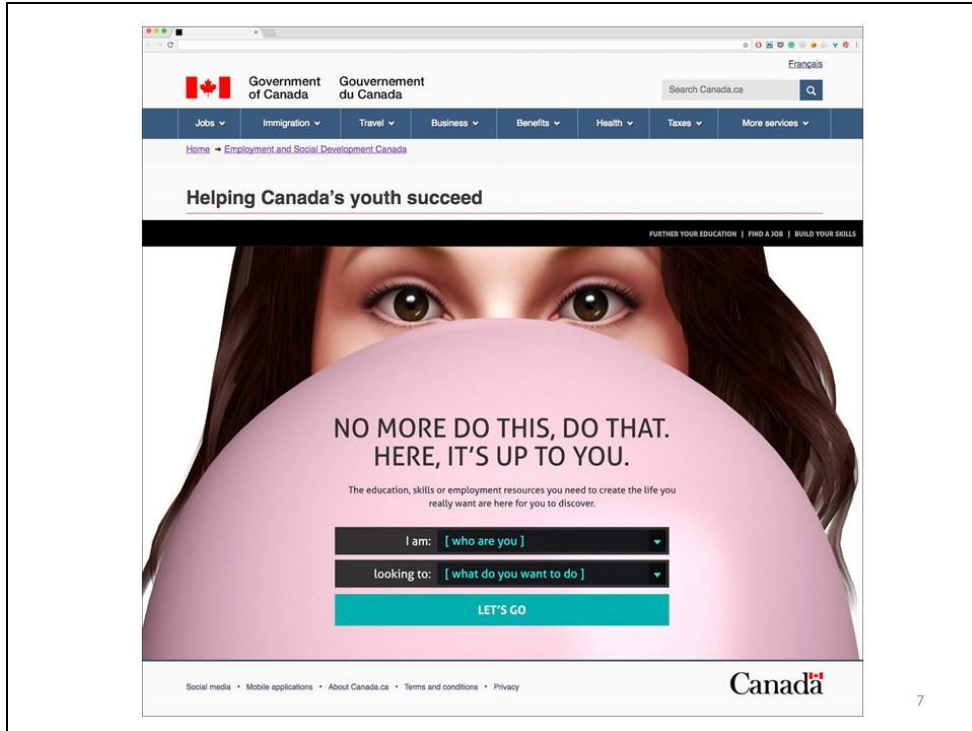 Français
Government of Canada
Gouvernement du Canada
Search Canada.ca
Jobs Immigration Travel Business Benefits Health Taxes More services
Home → Employment and Social Development Canada
Helping Canada's youth succeed
FURTHER YOUR EDUCATION | FIND A JOB | BUILD YOUR SKILLS
NO MORE DO THIS, DO THAT.
HERE, IT'S UP TO YOU.
The education, skills or employment resources you need to create the life you
really want are here for you to discover.
I am: [ who are you ]
looking to: [ what do you want to do ]
LET'S GO
Social media • Mobile applications • About Canada.ca • Terms and conditions • Privacy
Canada
7